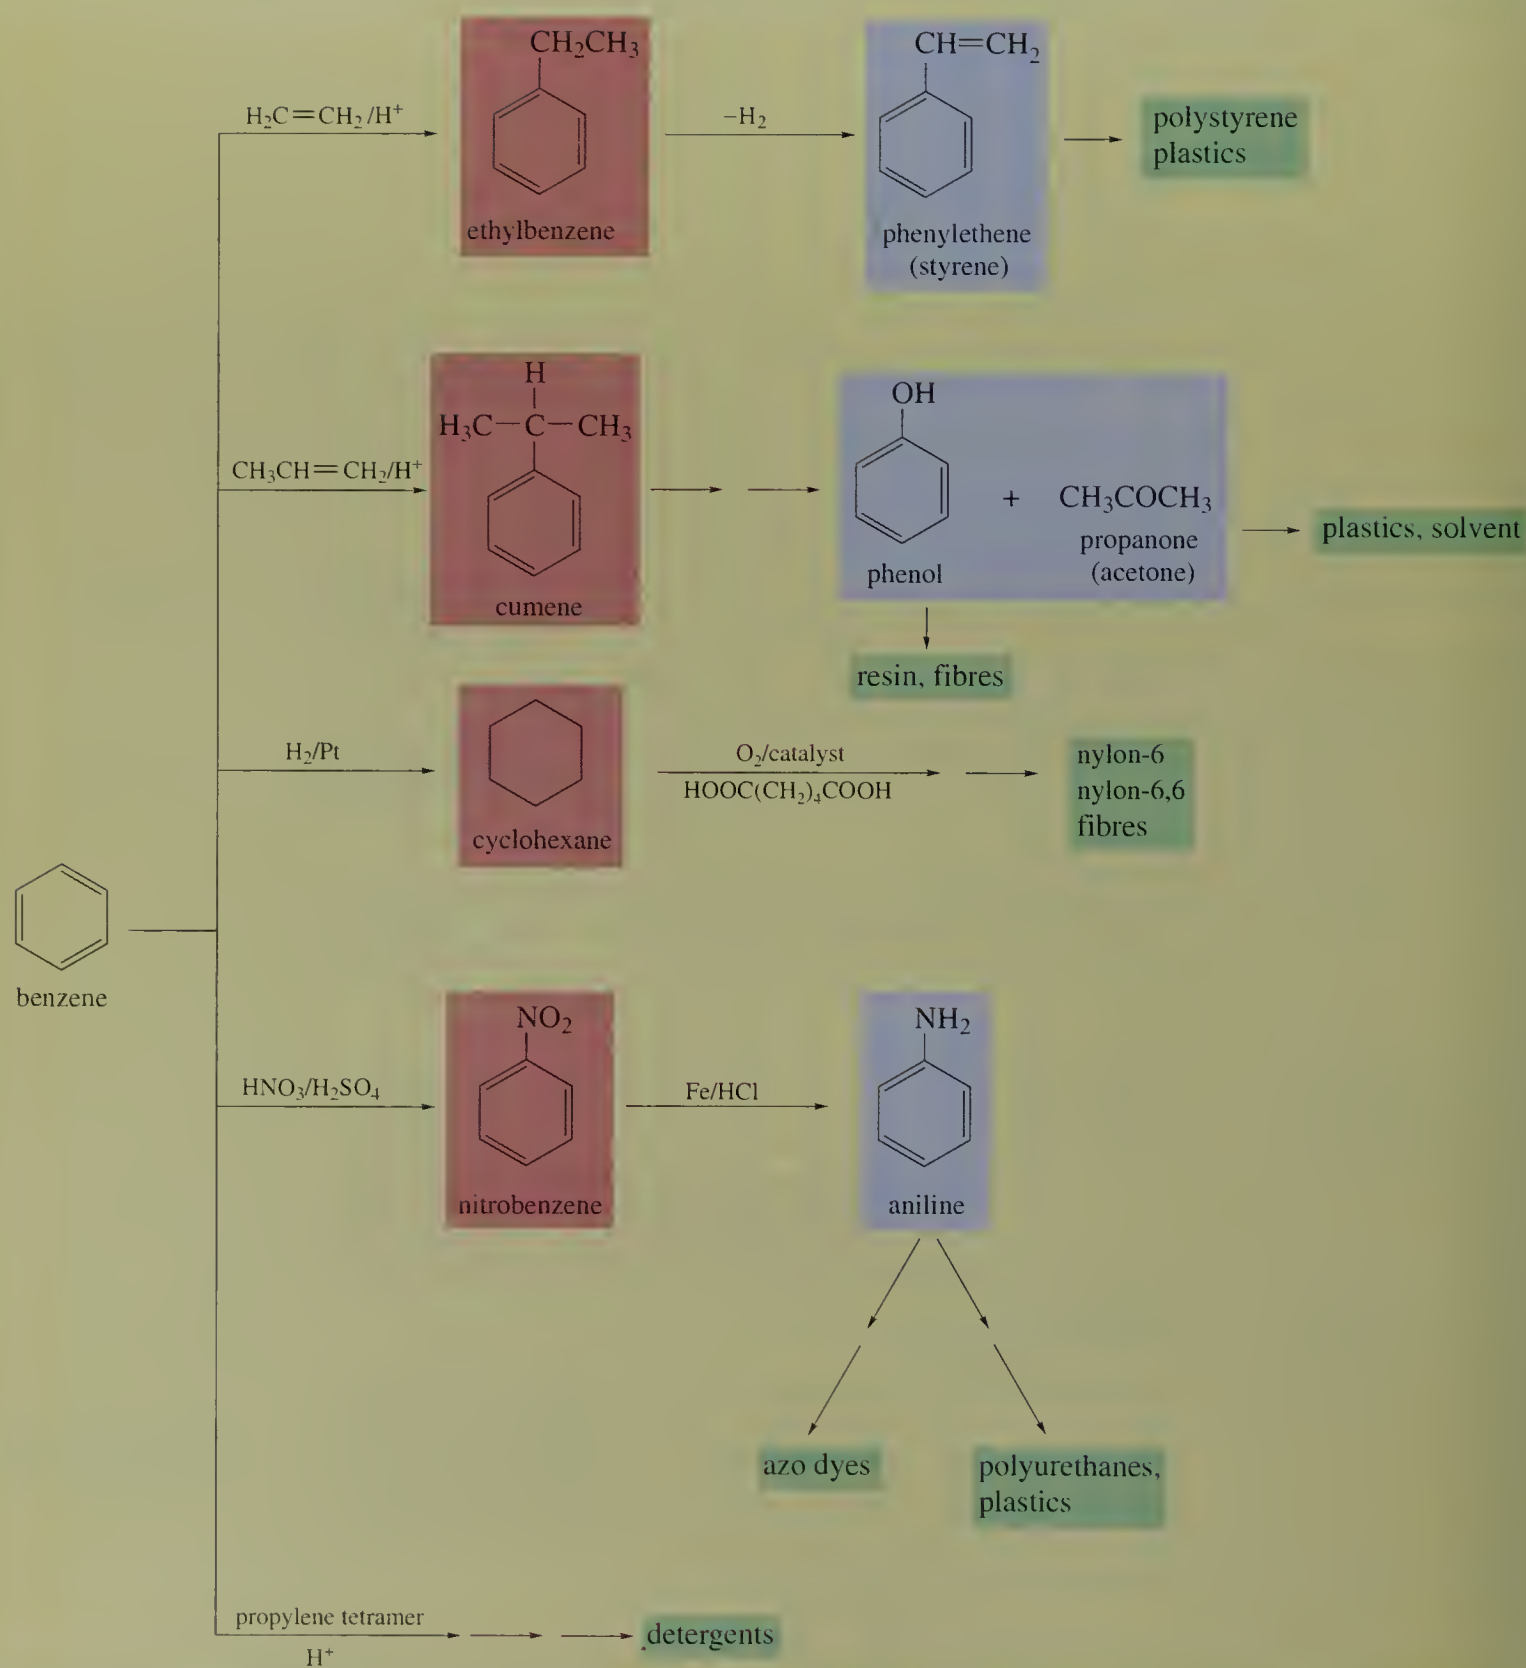 CH₂CH₃
CH=CH₂
H₂C=CH₂/H⁺
−H₂
polystyrene
plastics
ethylbenzene
phenylethene
(styrene)
H
H₃C−C−CH₃
OH
CH₃CH=CH₂/H⁺
+
CH₃COCH₃
propanone
(acetone)
plastics, solvent
phenol
cumene
resin, fibres
H₂/Pt
O₂/catalyst
HOOC(CH₂)₄COOH
nylon-6
nylon-6,6
fibres
cyclohexane
benzene
NO₂
NH₂
HNO₃/H₂SO₄
Fe/HCl
nitrobenzene
aniline
azo dyes
polyurethanes,
plastics
propylene tetramer
H⁺
detergents